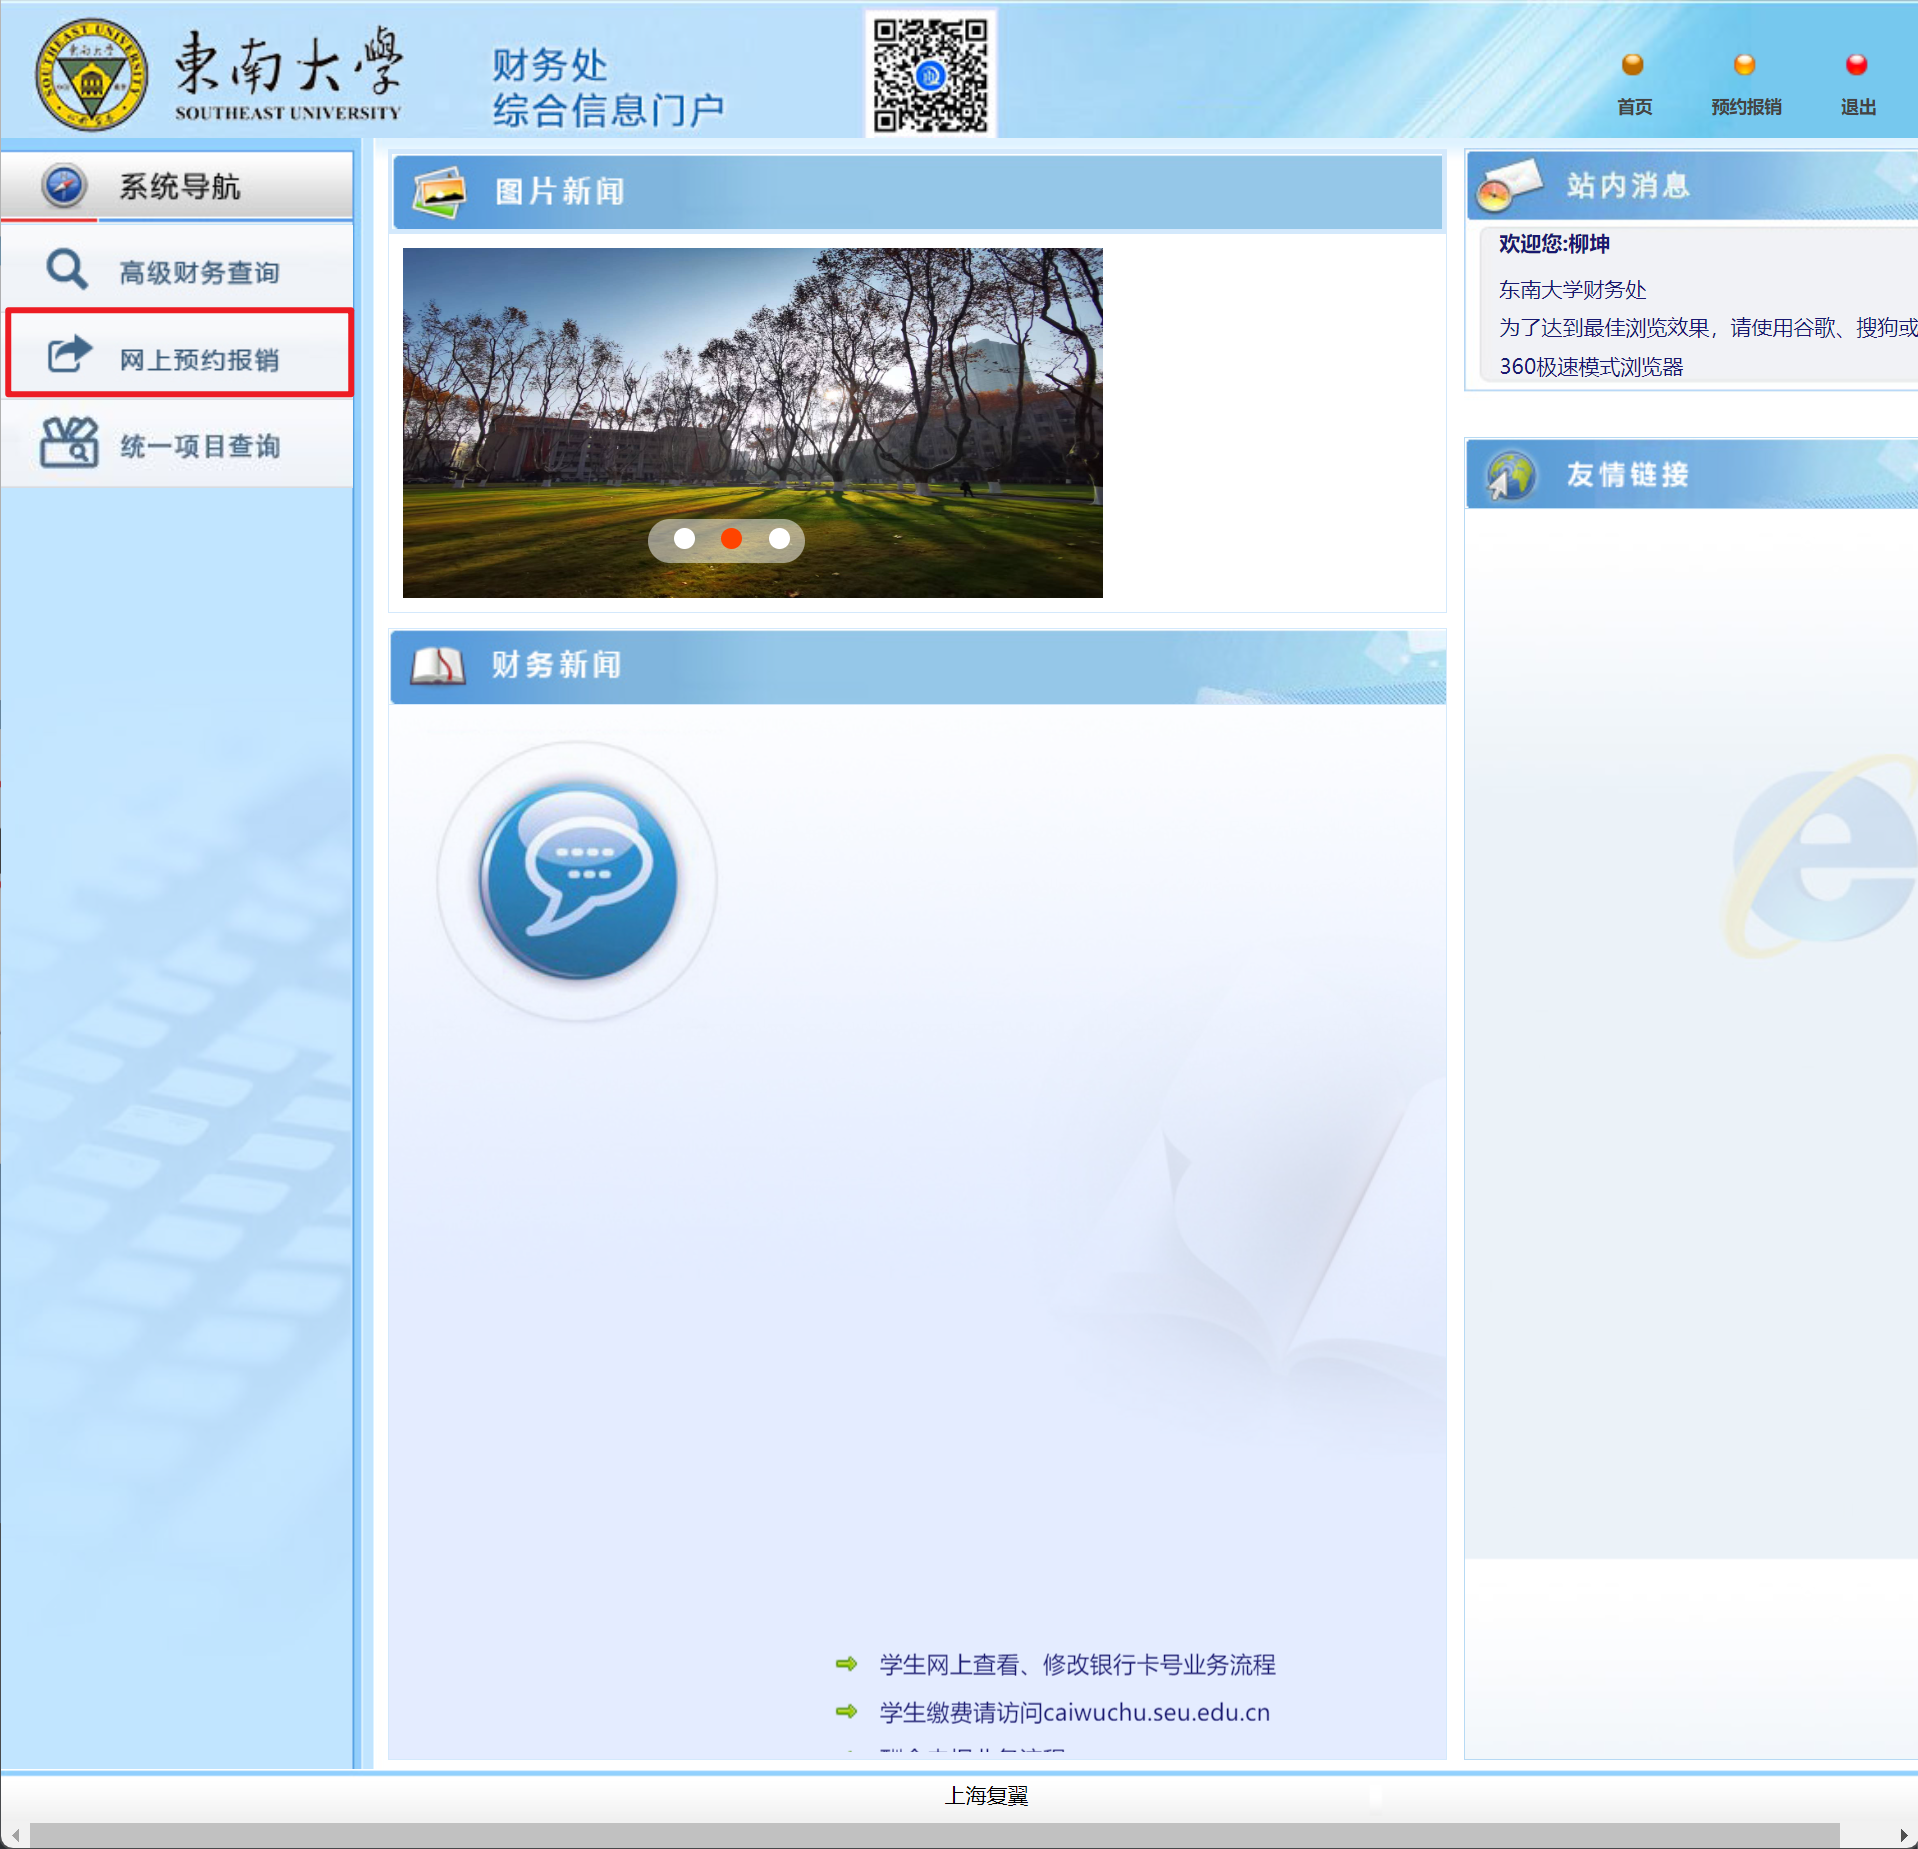 東南大學
SOUTHEAST UNIVERSITY
财务处
综合信息门户
首页
预约报销
退出
系统导航
高级财务查询
网上预约报销
统一项目查询
图片新闻
站内消息
欢迎您:柳坤
东南大学财务处
为了达到最佳浏览效果，请使用谷歌、搜狗或
360极速模式浏览器
友情链接
财务新闻
学生网上查看、修改银行卡号业务流程
学生缴费请访问caiwuchu.seu.edu.cn
上海复翼